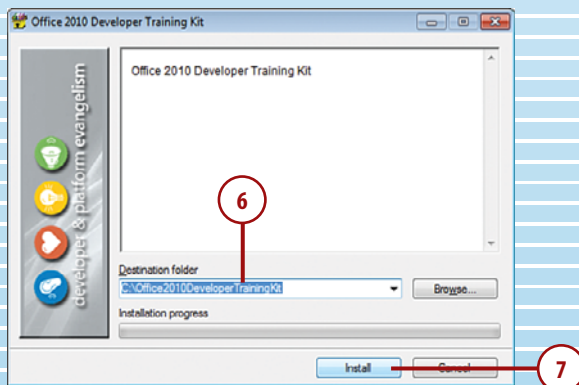 Office 2010 Developer Training Kit
Office 2010 Developer Training Kit
developer & platform evangelism
6
Destination folder
C:\Office2010DeveloperTrainingKit
Browse...
Installation progress
Install
Cancel
7